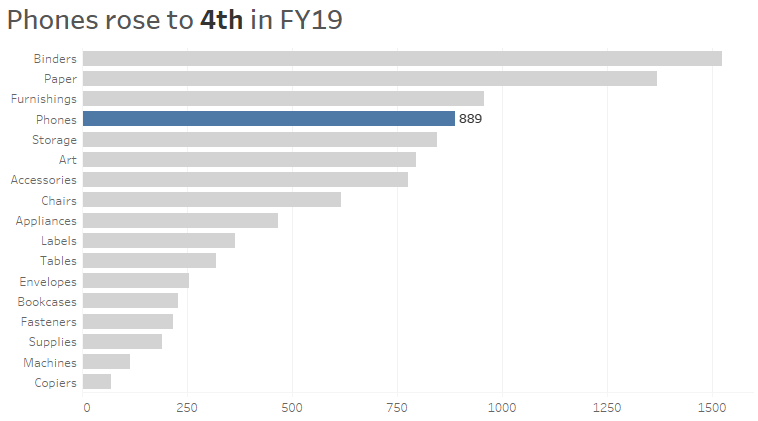 Phones rose to 4th in FY19
Binders
Paper
Furnishings
Phones 889
Storage
Art
Accessories
Chairs
Appliances
Labels
Tables
Envelopes
Bookcases
Fasteners
Supplies
Machines
Copiers
0 250 500 750 1000 1250 1500